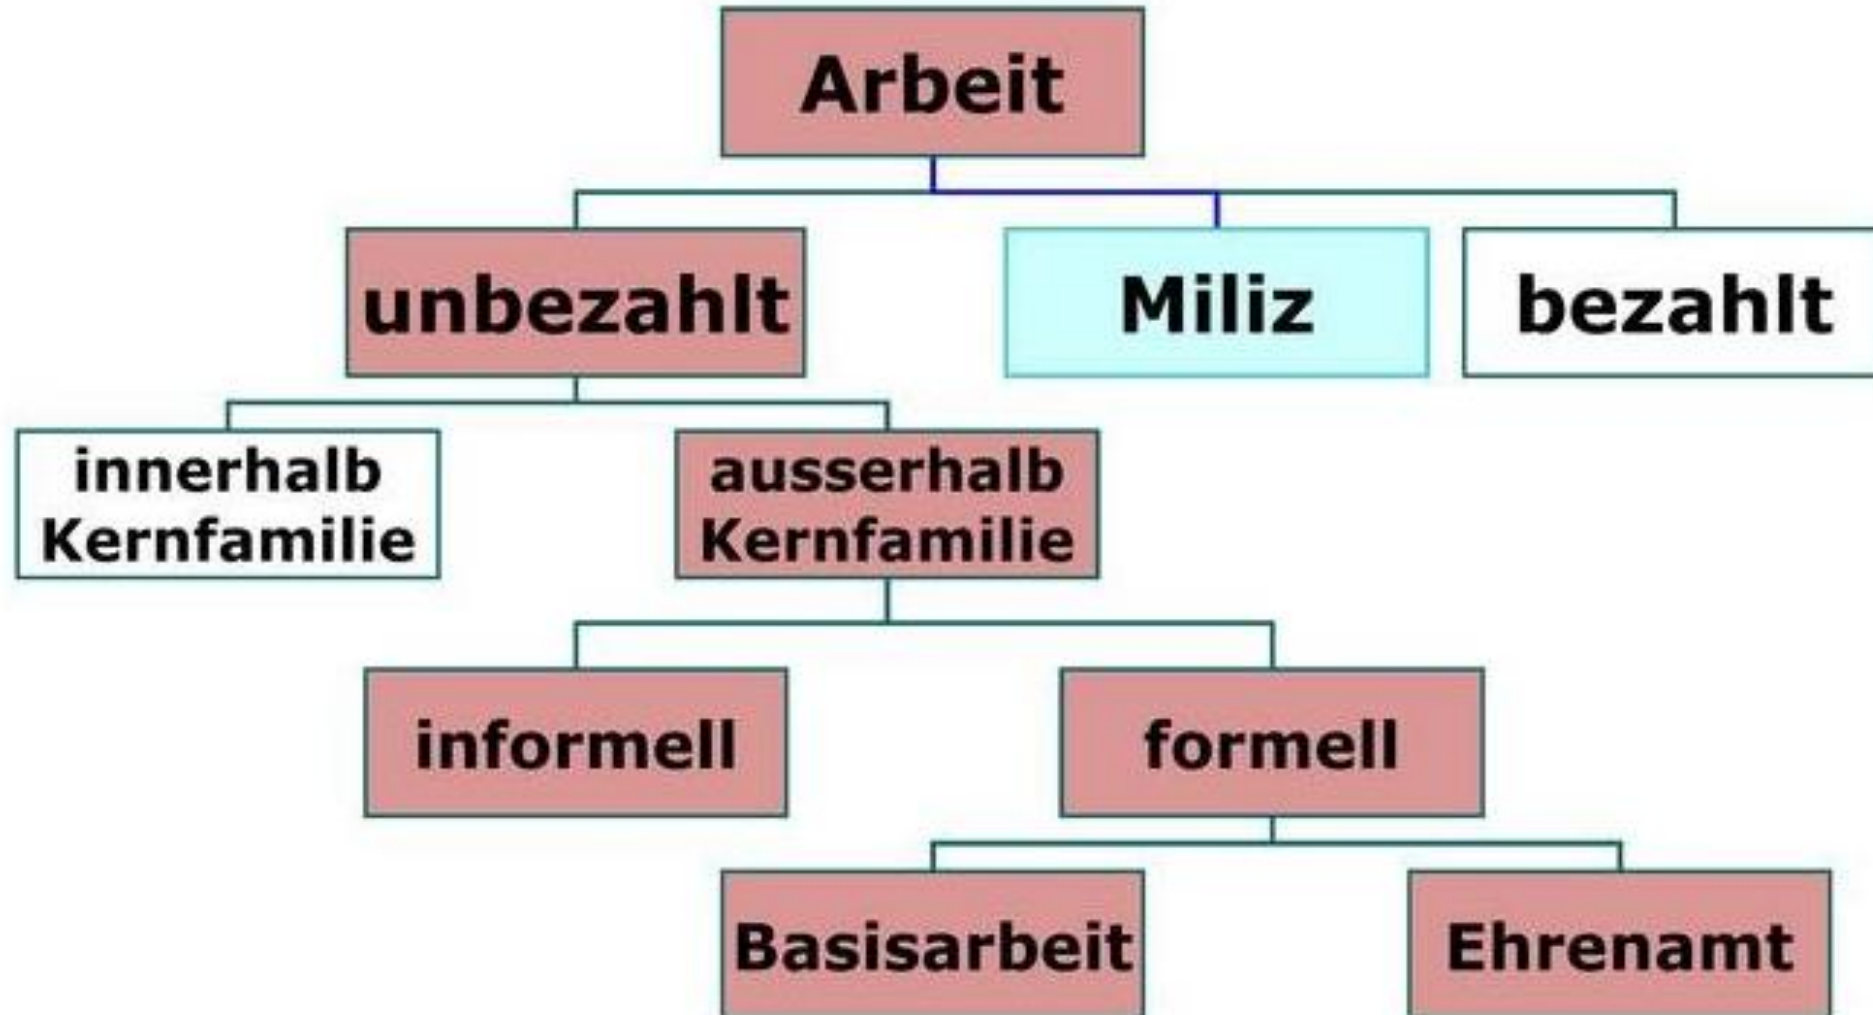 Arbeit
unbezahlt
Miliz
bezahlt
innerhalb
Kernfamilie
ausserhalb
Kernfamilie
informell
formell
Basisarbeit
Ehrenamt